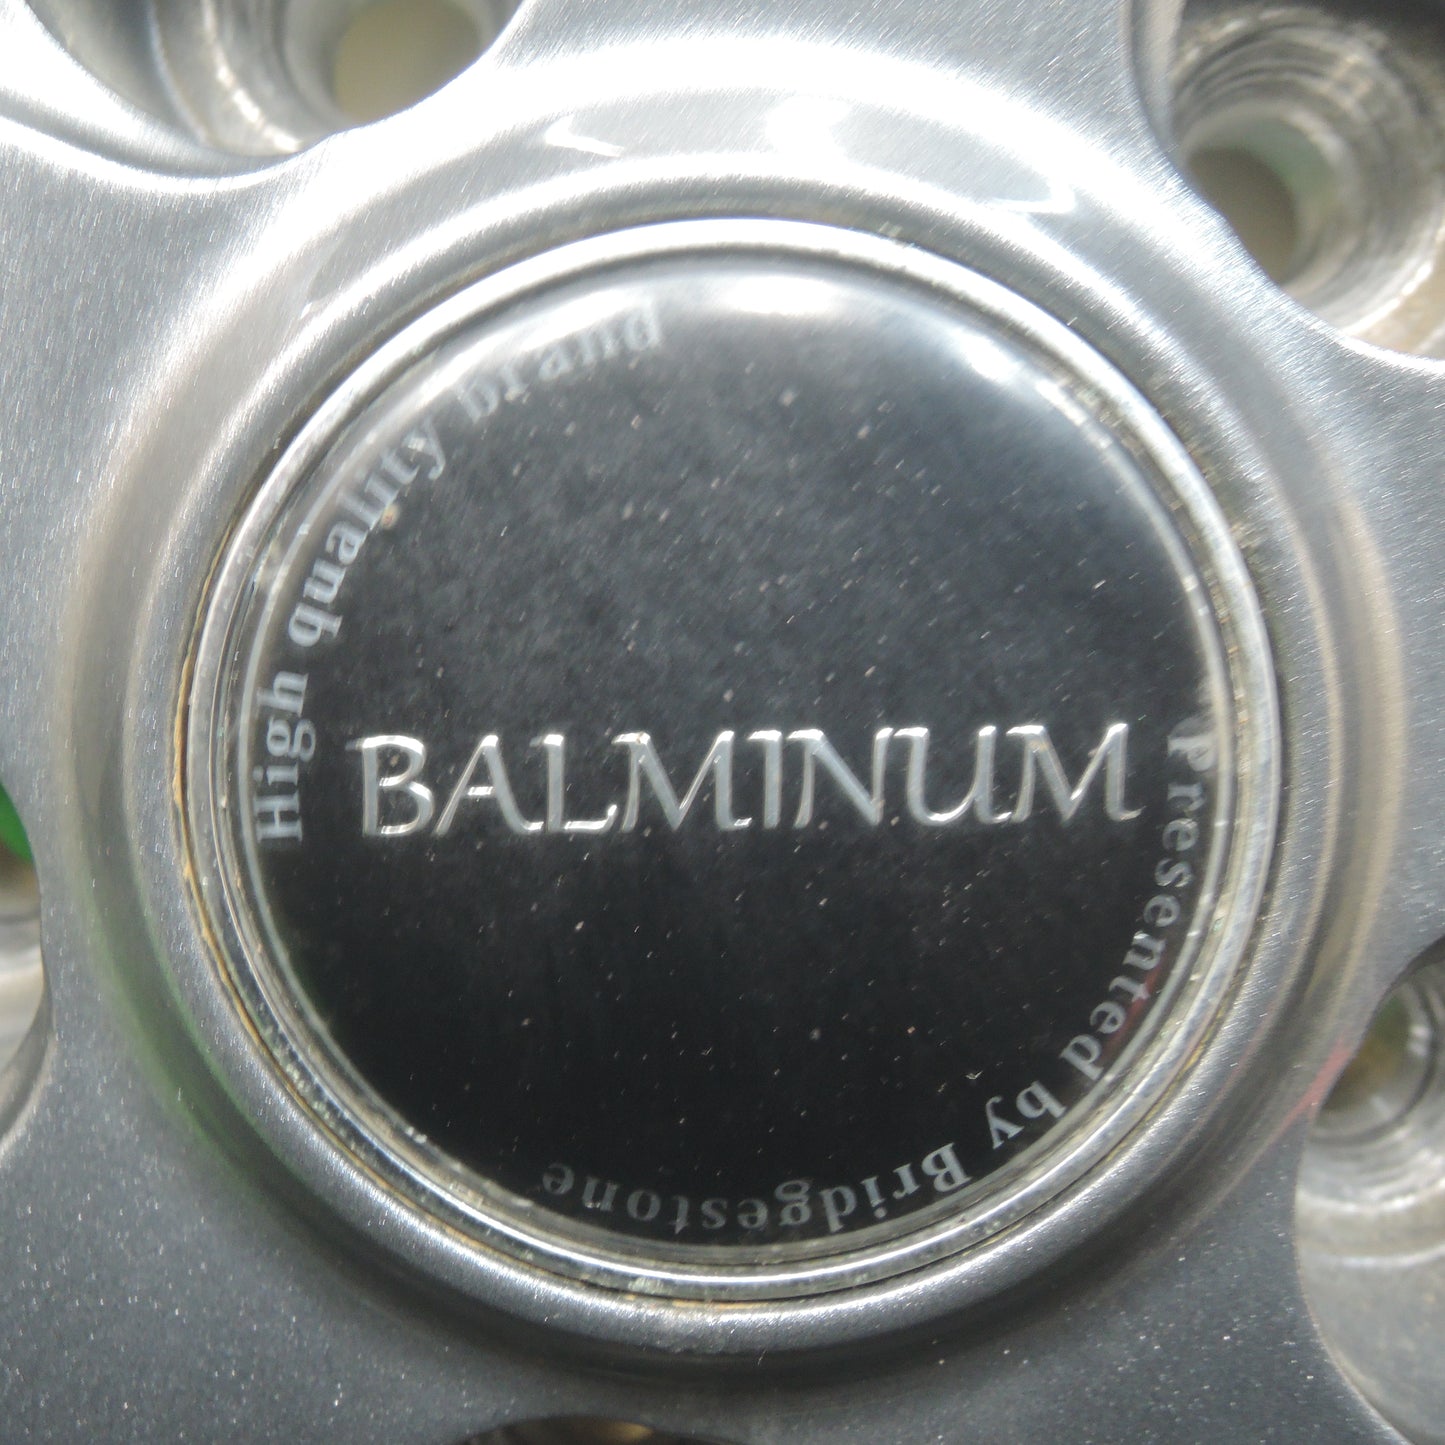 High quality brand
BALMINUM
Presented by Bridgestone